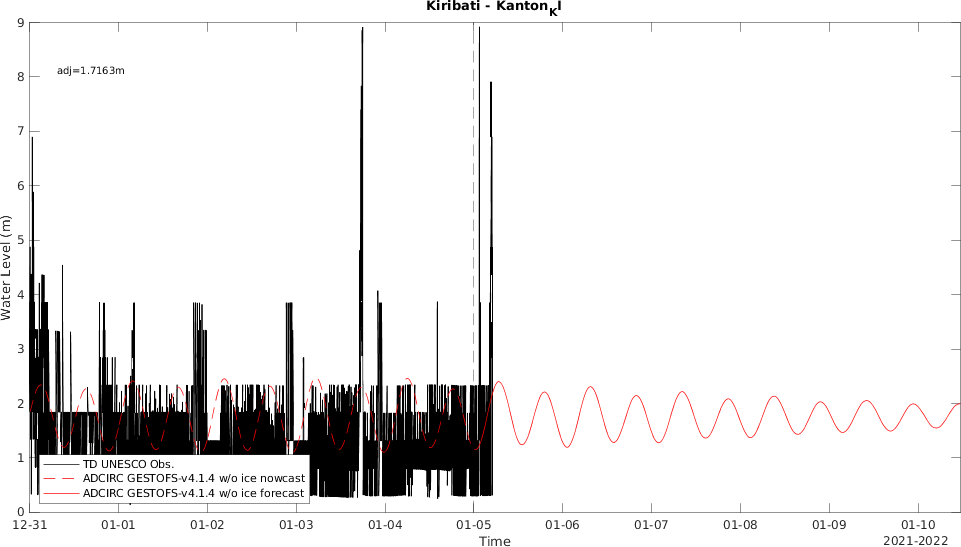 Kiribati - Kanton_KI
adj=1.7163m
Water Level (m)
9
8
7
6
5
4
3
2
1
0
TD UNESCO Obs.
ADCIRC GESTOFS-v4.1.4 w/o ice nowcast
ADCIRC GESTOFS-v4.1.4 w/o ice forecast
12-31 01-01 01-02 01-03 01-04 01-05 01-06 01-07 01-08 01-09 01-10
Time
2021-2022